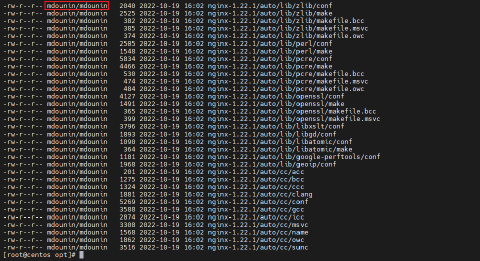 -rw-r--r-- mdounin/mdounin 2040 2022-10-19 16:02 nginx-1.22.1/auto/lib/zlib/conf
-rw-r--r-- mdounin/mdounin 2525 2022-10-19 16:02 nginx-1.22.1/auto/lib/zlib/make
-rw-r--r-- mdounin/mdounin 382 2022-10-19 16:02 nginx-1.22.1/auto/lib/zlib/makefile.bcc
-rw-r--r-- mdounin/mdounin 385 2022-10-19 16:02 nginx-1.22.1/auto/lib/zlib/makefile.msvc
-rw-r--r-- mdounin/mdounin 374 2022-10-19 16:02 nginx-1.22.1/auto/lib/zlib/makefile.owc
-rw-r--r-- mdounin/mdounin 2585 2022-10-19 16:02 nginx-1.22.1/auto/lib/perl/conf
-rw-r--r-- mdounin/mdounin 1540 2022-10-19 16:02 nginx-1.22.1/auto/lib/perl/make
-rw-r--r-- mdounin/mdounin 5834 2022-10-19 16:02 nginx-1.22.1/auto/lib/pcre/conf
-rw-r--r-- mdounin/mdounin 4466 2022-10-19 16:02 nginx-1.22.1/auto/lib/pcre/make
-rw-r--r-- mdounin/mdounin 530 2022-10-19 16:02 nginx-1.22.1/auto/lib/pcre/makefile.bcc
-rw-r--r-- mdounin/mdounin 474 2022-10-19 16:02 nginx-1.22.1/auto/lib/pcre/makefile.msvc
-rw-r--r-- mdounin/mdounin 484 2022-10-19 16:02 nginx-1.22.1/auto/lib/pcre/makefile.owc
-rw-r--r-- mdounin/mdounin 4127 2022-10-19 16:02 nginx-1.22.1/auto/lib/openssl/conf
-rw-r--r-- mdounin/mdounin 1491 2022-10-19 16:02 nginx-1.22.1/auto/lib/openssl/make
-rw-r--r-- mdounin/mdounin 365 2022-10-19 16:02 nginx-1.22.1/auto/lib/openssl/makefile.bcc
-rw-r--r-- mdounin/mdounin 399 2022-10-19 16:02 nginx-1.22.1/auto/lib/openssl/makefile.msvc
-rw-r--r-- mdounin/mdounin 3796 2022-10-19 16:02 nginx-1.22.1/auto/lib/libxslt/conf
-rw-r--r-- mdounin/mdounin 1893 2022-10-19 16:02 nginx-1.22.1/auto/lib/libgd/conf
-rw-r--r-- mdounin/mdounin 1090 2022-10-19 16:02 nginx-1.22.1/auto/lib/libatomic/conf
-rw-r--r-- mdounin/mdounin 364 2022-10-19 16:02 nginx-1.22.1/auto/lib/libatomic/make
-rw-r--r-- mdounin/mdounin 1101 2022-10-19 16:02 nginx-1.22.1/auto/lib/google-perftools/conf
-rw-r--r-- mdounin/mdounin 1968 2022-10-19 16:02 nginx-1.22.1/auto/lib/geoip/conf
-rw-r--r-- mdounin/mdounin 201 2022-10-19 16:02 nginx-1.22.1/auto/cc/acc
-rw-r--r-- mdounin/mdounin 1275 2022-10-19 16:02 nginx-1.22.1/auto/cc/bcc
-rw-r--r-- mdounin/mdounin 1324 2022-10-19 16:02 nginx-1.22.1/auto/cc/ccc
-rw-r--r-- mdounin/mdounin 1881 2022-10-19 16:02 nginx-1.22.1/auto/cc/clang
-rw-r--r-- mdounin/mdounin 5269 2022-10-19 16:02 nginx-1.22.1/auto/cc/conf
-rw-r--r-- mdounin/mdounin 3588 2022-10-19 16:02 nginx-1.22.1/auto/cc/gcc
-rw-r--r-- mdounin/mdounin 2874 2022-10-19 16:02 nginx-1.22.1/auto/cc/icc
-rw-r--r-- mdounin/mdounin 3308 2022-10-19 16:02 nginx-1.22.1/auto/cc/msvc
-rw-r--r-- mdounin/mdounin 1568 2022-10-19 16:02 nginx-1.22.1/auto/cc/name
-rw-r--r-- mdounin/mdounin 1862 2022-10-19 16:02 nginx-1.22.1/auto/cc/owc
-rw-r--r-- mdounin/mdounin 3516 2022-10-19 16:02 nginx-1.22.1/auto/cc/sunc
[root@centos opt]#